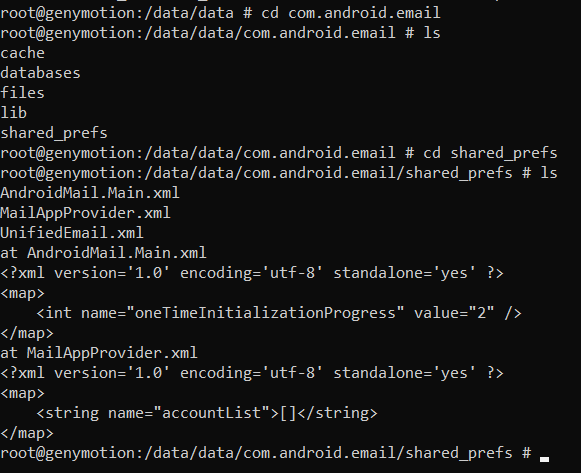 root@genymotion:/data/data # cd com.android.email
root@genymotion:/data/data/com.android.email # ls
cache
databases
files
lib
shared_prefs
root@genymotion:/data/data/com.android.email # cd shared_prefs
root@genymotion:/data/data/com.android.email/shared_prefs # ls
AndroidMail.Main.xml
MailAppProvider.xml
UnifiedEmail.xml
at AndroidMail.Main.xml
<?xml version='1.0' encoding='utf-8' standalone='yes' ?>
<map>
    <int name="oneTimeInitializationProgress" value="2" />
</map>
at MailAppProvider.xml
<?xml version='1.0' encoding='utf-8' standalone='yes' ?>
<map>
    <string name="accountList">[]</string>
</map>
root@genymotion:/data/data/com.android.email/shared_prefs #